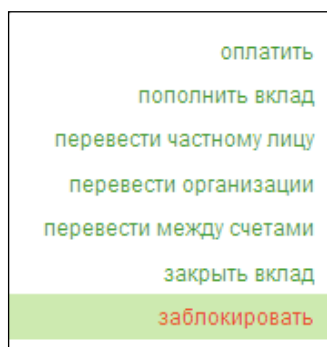 оплатить
пополнить вклад
перевести частному лицу
перевести организации
перевести между счетами
закрыть вклад
заблокировать